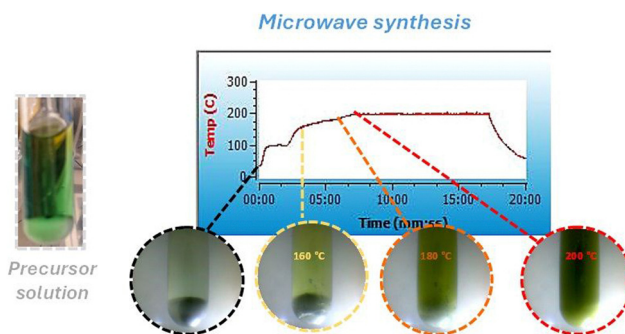 Microwave synthesis
300
200
100
0
Temp (C)
00:00 05:00 10:00 15:00 20:00
Time (mm:ss)
Precursor
solution
160 °C
180 °C
200 °C